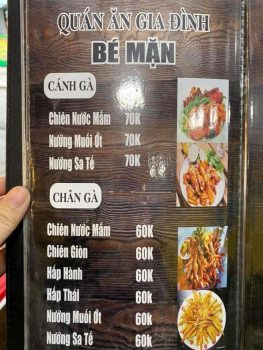 QUÁN ĂN GIA ĐÌNH
BÉ MẶN
CÁNH GÀ
Chiên Nước Mắm 70K
Nướng Muối Ớt 70K
Nướng Sa Tế 70K
CHÂN GÀ
Chiên Nước Mắm 60K
Chiên Giòn 60K
Hấp Hành 60K
Hấp Thái 60K
Nướng Muối Ớt 60k
Nướng Sa Tế 60K